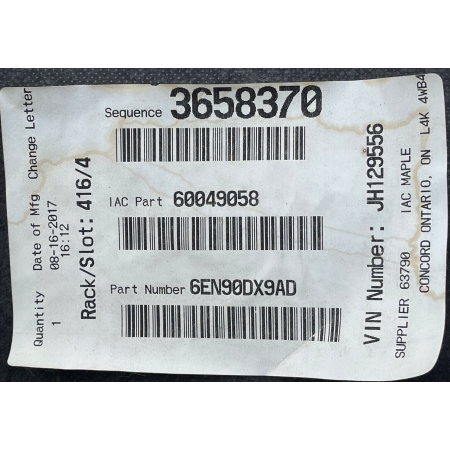 Sequence 3658370
IAC Part 60049058
Part Number 6EN90DX9AD
Quantity Date of Mfg Change Letter
1 08-16-2017
16:12
Rack/Slot: 416/4
VIN Number: JH129556
SUPPLIER 63790 IAC MAPLE
CONCORD ONTARIO, ON L4K 4WB4